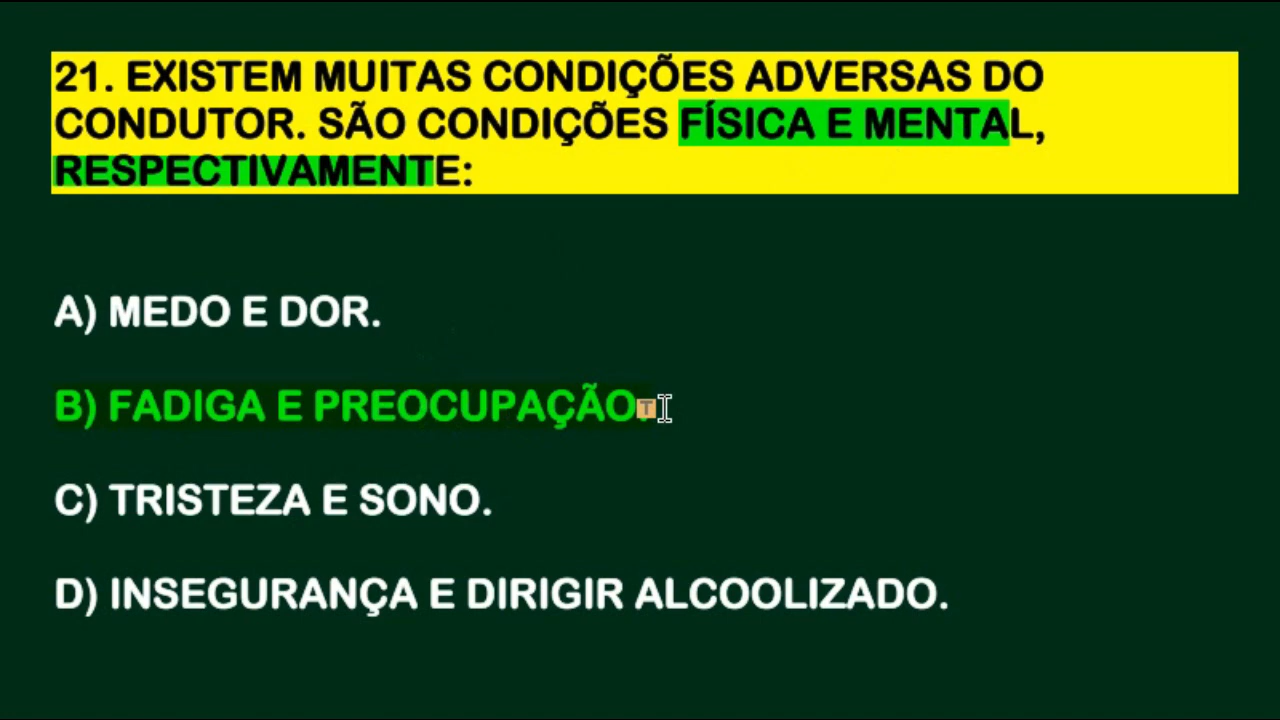 21. EXISTEM MUITAS CONDIÇÕES ADVERSAS DO
CONDUTOR. SÃO CONDIÇÕES FÍSICA E MENTAL,
RESPECTIVAMENTE:
A) MEDO E DOR.
B) FADIGA E PREOCUPAÇÃO.
T
C) TRISTEZA E SONO.
D) INSEGURANÇA E DIRIGIR ALCOOLIZADO.